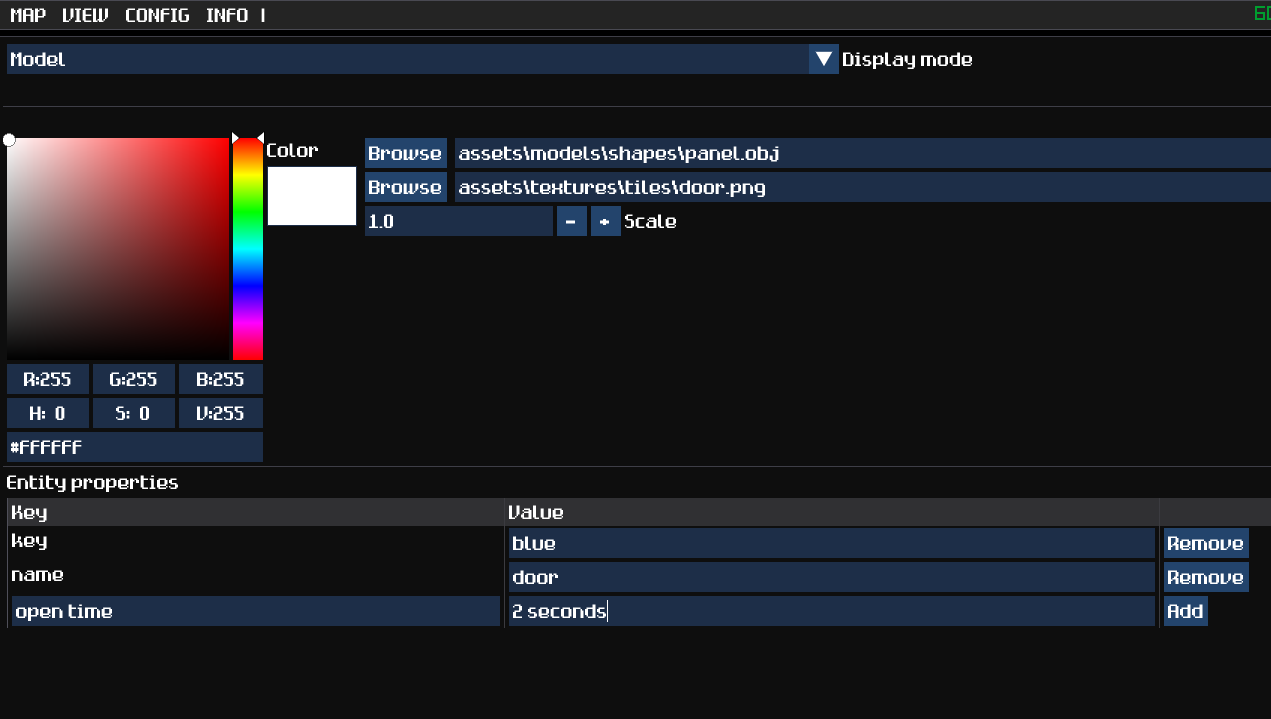 MAP VIEW CONFIG INFO |
Model ▼ Display mode
Color
Browse assets\models\shapes\panel.obj
Browse assets\textures\tiles\door.png
1.0 - + Scale
R:255 G:255 B:255
H: 0 S: 0 V:255
#FFFFFF
Entity properties
Key Value
key blue Remove
name door Remove
open time 2 seconds Add